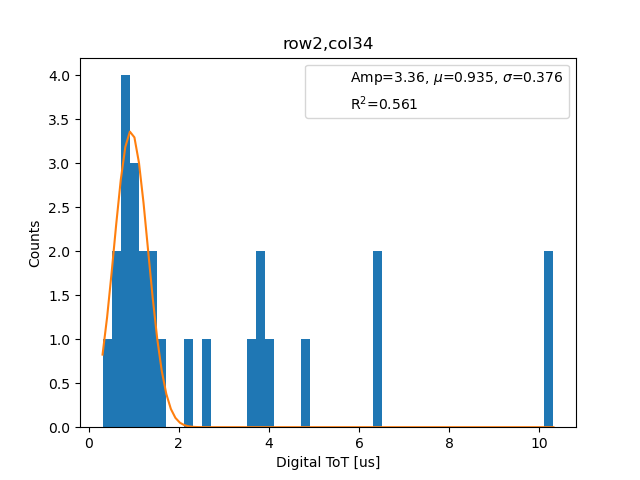 row2,col34
Amp=3.36, μ=0.935, σ=0.376
R²=0.561
4.0
3.5
3.0
2.5
2.0
1.5
1.0
0.5
0.0
Counts
0 2 4 6 8 10
Digital ToT [us]